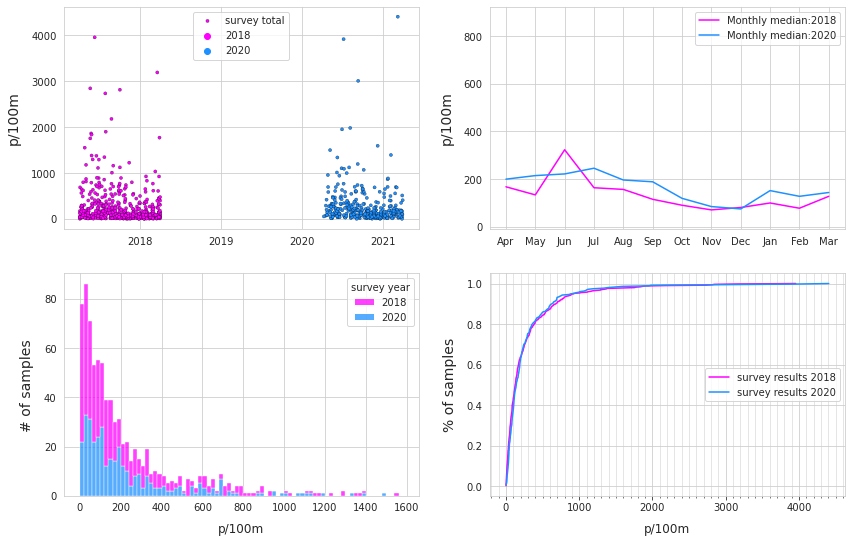 survey total
2018
2020
p/100m
4000
3000
2000
1000
0
2018
2019
2020
2021
Monthly median:2018
Monthly median:2020
p/100m
800
600
400
200
0
Apr May Jun Jul Aug Sep Oct Nov Dec Jan Feb Mar
survey year
2018
2020
# of samples
80
60
40
20
0
0 200 400 600 800 1000 1200 1400 1600
p/100m
survey results 2018
survey results 2020
% of samples
1.0
0.8
0.6
0.4
0.2
0.0
0 1000 2000 3000 4000
p/100m